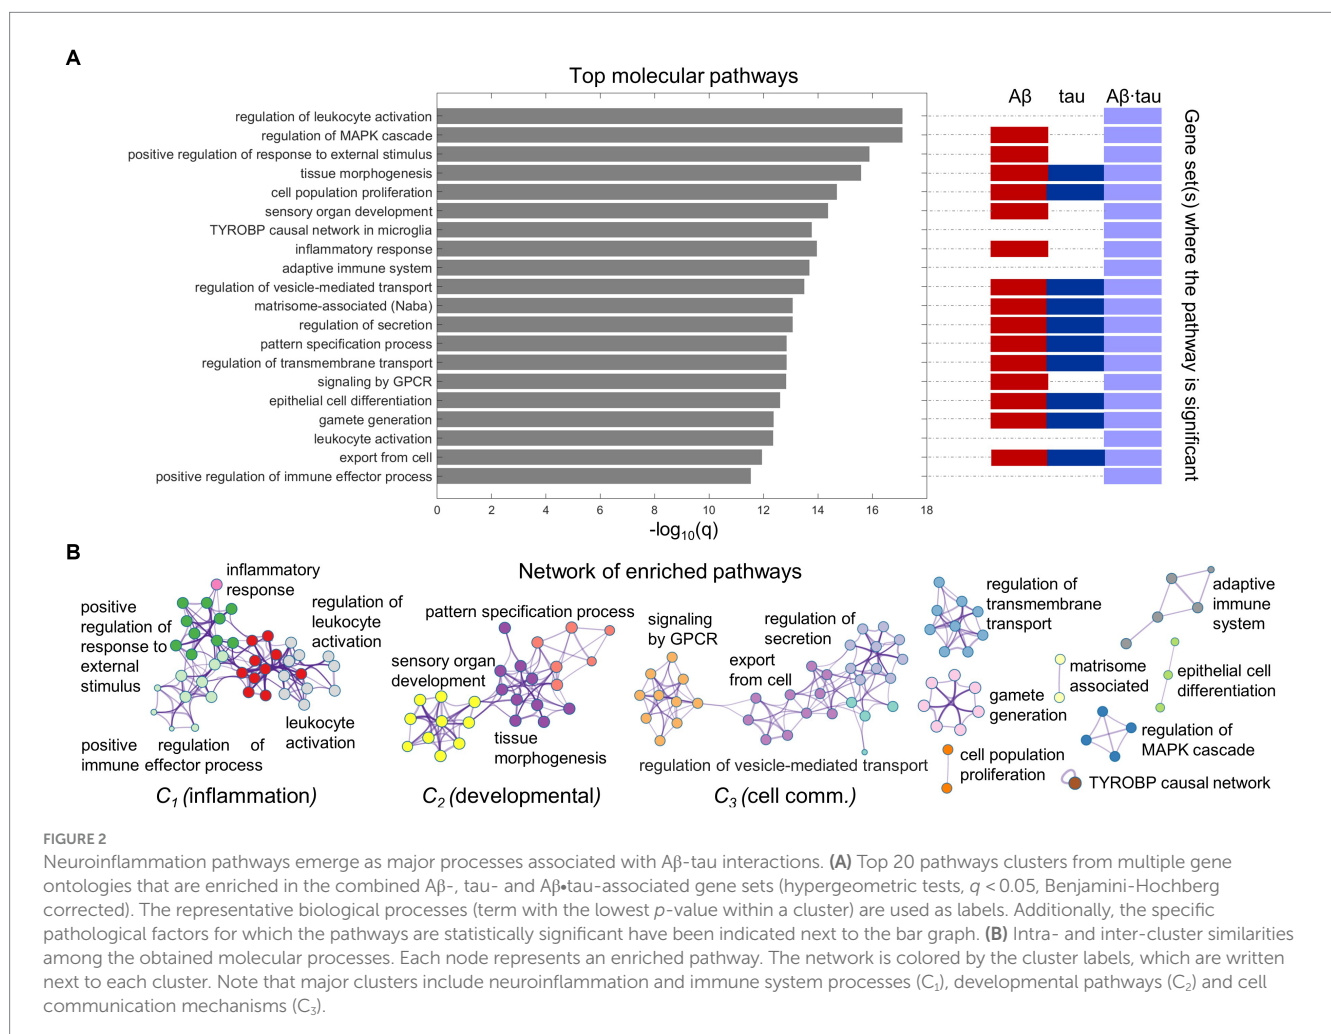 A
Top molecular pathways
Aβ tau Aβ·tau
regulation of leukocyte activation
regulation of MAPK cascade
positive regulation of response to external stimulus
tissue morphogenesis
cell population proliferation
sensory organ development
TYROBP causal network in microglia
inflammatory response
adaptive immune system
regulation of vesicle-mediated transport
matrisome-associated (Naba)
regulation of secretion
pattern specification process
regulation of transmembrane transport
signaling by GPCR
epithelial cell differentiation
gamete generation
leukocyte activation
export from cell
positive regulation of immune effector process
0 2 4 6 8 10 12 14 16 18
-log10(q)
Gene set(s) where the pathway is significant
B
Network of enriched pathways
inflammatory
response
positive
regulation of
response to
external
stimulus
regulation of
leukocyte
activation
leukocyte
activation
positive regulation of
immune effector process
C1 (inflammation)
pattern specification process
sensory organ
development
tissue
morphogenesis
C2 (developmental)
signaling
by GPCR
regulation of
secretion
export
from cell
regulation of vesicle-mediated transport
C3 (cell comm.)
regulation of
transmembrane
transport
adaptive
immune
system
matrisome
associated
epithelial cell
differentiation
gamete
generation
regulation of
MAPK cascade
cell population
proliferation
TYROBP causal network
FIGURE 2
Neuroinflammation pathways emerge as major processes associated with Aβ-tau interactions. (A) Top 20 pathways clusters from multiple gene
ontologies that are enriched in the combined Aβ-, tau- and Aβ•tau-associated gene sets (hypergeometric tests, q < 0.05, Benjamini-Hochberg
corrected). The representative biological processes (term with the lowest p-value within a cluster) are used as labels. Additionally, the specific
pathological factors for which the pathways are statistically significant have been indicated next to the bar graph. (B) Intra- and inter-cluster similarities
among the obtained molecular processes. Each node represents an enriched pathway. The network is colored by the cluster labels, which are written
next to each cluster. Note that major clusters include neuroinflammation and immune system processes (C1), developmental pathways (C2) and cell
communication mechanisms (C3).